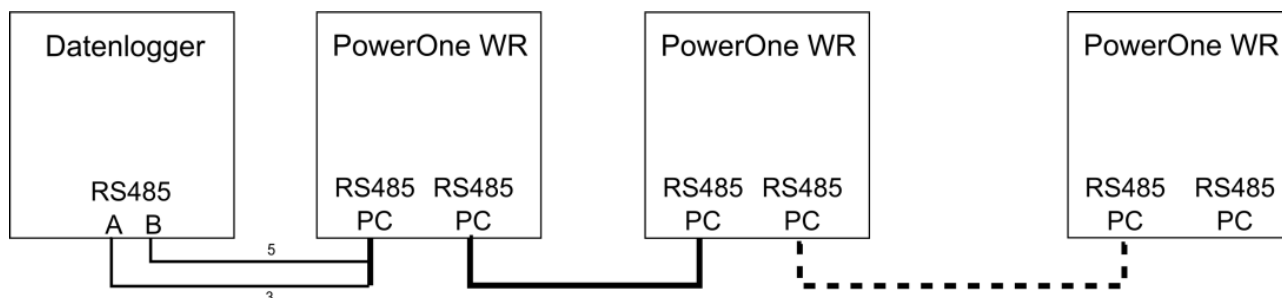 Datenlogger
RS485
A B
PowerOne WR
RS485 RS485
PC PC
PowerOne WR
RS485 RS485
PC PC
PowerOne WR
RS485 RS485
PC PC
5
3